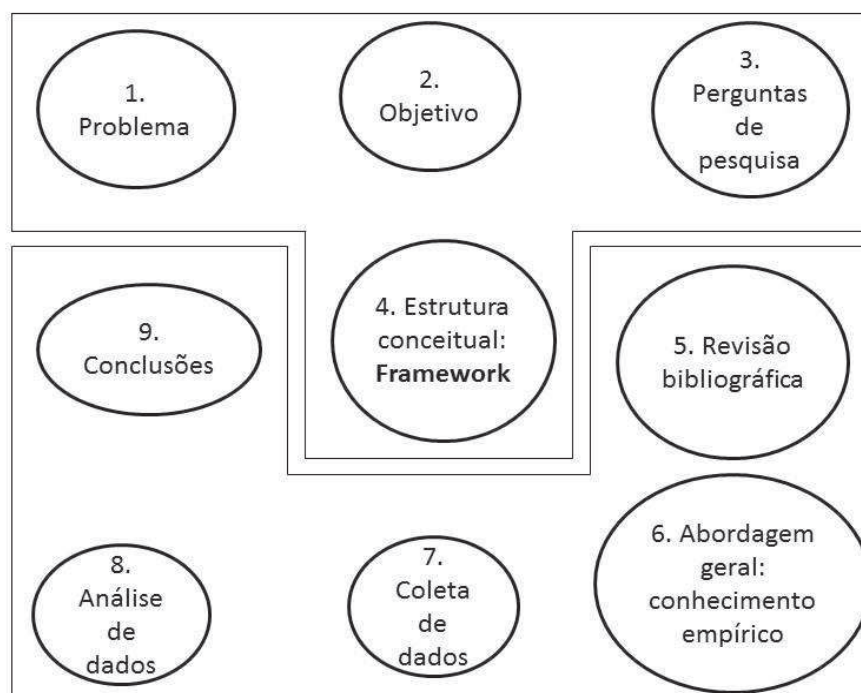 1.
Problema
2.
Objetivo
3.
Perguntas
de
pesquisa
4. Estrutura
conceitual:
Framework
5. Revisão
bibliográfica
6. Abordagem
geral:
conhecimento
empírico
7.
Coleta
de
dados
8.
Análise
de
dados
9.
Conclusões